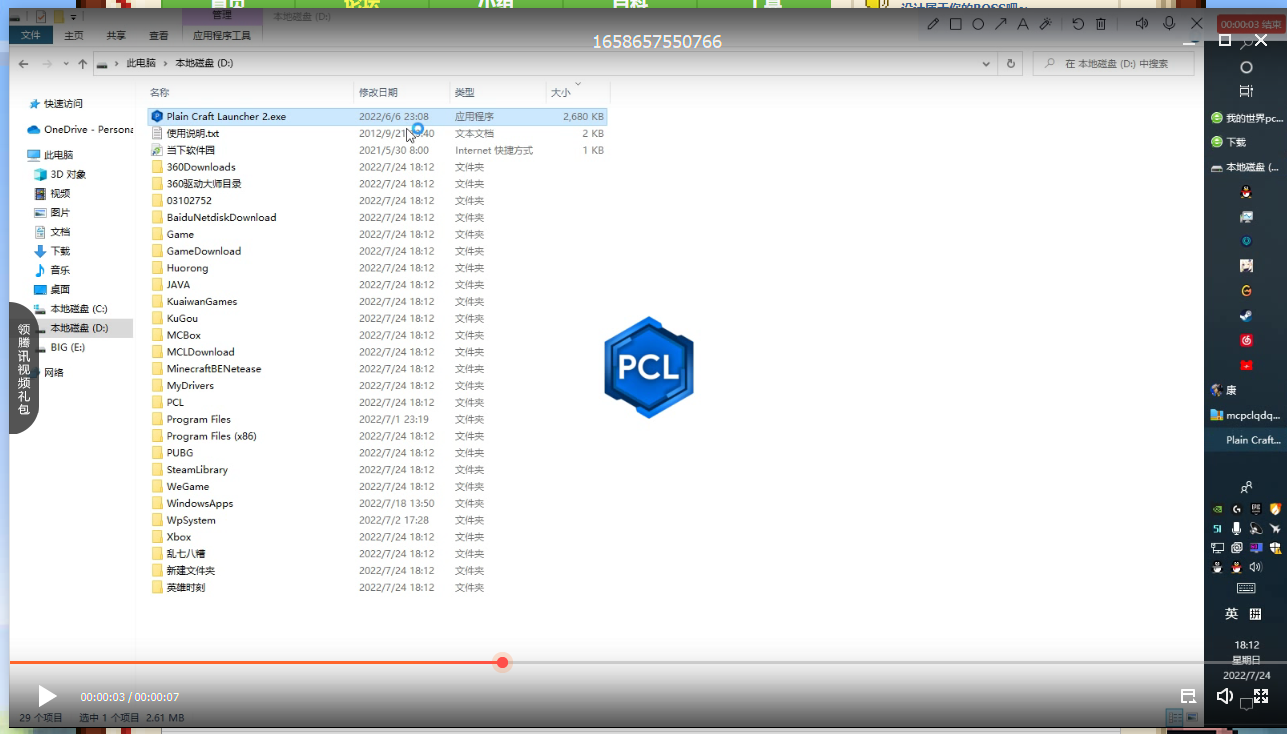 管理
本地磁盘 (D:)
1658657550766
00:00:03 结束
文件
主页
共享
查看
应用程序工具
此电脑
本地磁盘 (D:)
在 本地磁盘 (D:) 中搜索
名称
修改日期
类型
大小
快速访问
OneDrive - Persona
此电脑
3D 对象
视频
图片
文档
下载
音乐
桌面
本地磁盘 (C:)
本地磁盘 (D:)
BIG (E:)
网络
领腾讯视频礼包
Plain Craft Launcher 2.exe 2022/6/6 23:08 应用程序 2,680 KB
使用说明.txt 2012/9/21 文本文档 2 KB
当下软件园 2021/5/30 8:00 Internet 快捷方式 1 KB
360Downloads 2022/7/24 18:12 文件夹
360驱动大师目录 2022/7/24 18:12 文件夹
03102752 2022/7/24 18:12 文件夹
BaiduNetdiskDownload 2022/7/24 18:12 文件夹
Game 2022/7/24 18:12 文件夹
GameDownload 2022/7/24 18:12 文件夹
Huorong 2022/7/24 18:12 文件夹
JAVA 2022/7/24 18:12 文件夹
KuaiwanGames 2022/7/24 18:12 文件夹
KuGou 2022/7/24 18:12 文件夹
MCBox 2022/7/24 18:12 文件夹
MCLDownload 2022/7/24 18:12 文件夹
MinecraftBENetease 2022/7/24 18:12 文件夹
MyDrivers 2022/7/24 18:12 文件夹
PCL 2022/7/24 18:12 文件夹
Program Files 2022/7/1 23:19 文件夹
Program Files (x86) 2022/7/24 18:12 文件夹
PUBG 2022/7/24 18:12 文件夹
SteamLibrary 2022/7/24 18:12 文件夹
WeGame 2022/7/24 18:12 文件夹
WindowsApps 2022/7/18 13:50 文件夹
WpSystem 2022/7/2 17:28 文件夹
Xbox 2022/7/24 18:12 文件夹
乱七八糟 2022/7/24 18:12 文件夹
新建文件夹 2022/7/24 18:12 文件夹
英雄时刻 2022/7/24 18:12 文件夹
PCL
我的世界pc...
下载
本地磁盘 (...
康
mcpclqdq...
Plain Craft...
英
拼
18:12
星期日
2022/7/24
00:00:03 / 00:00:07
29 个项目
选中 1 个项目 2.61 MB